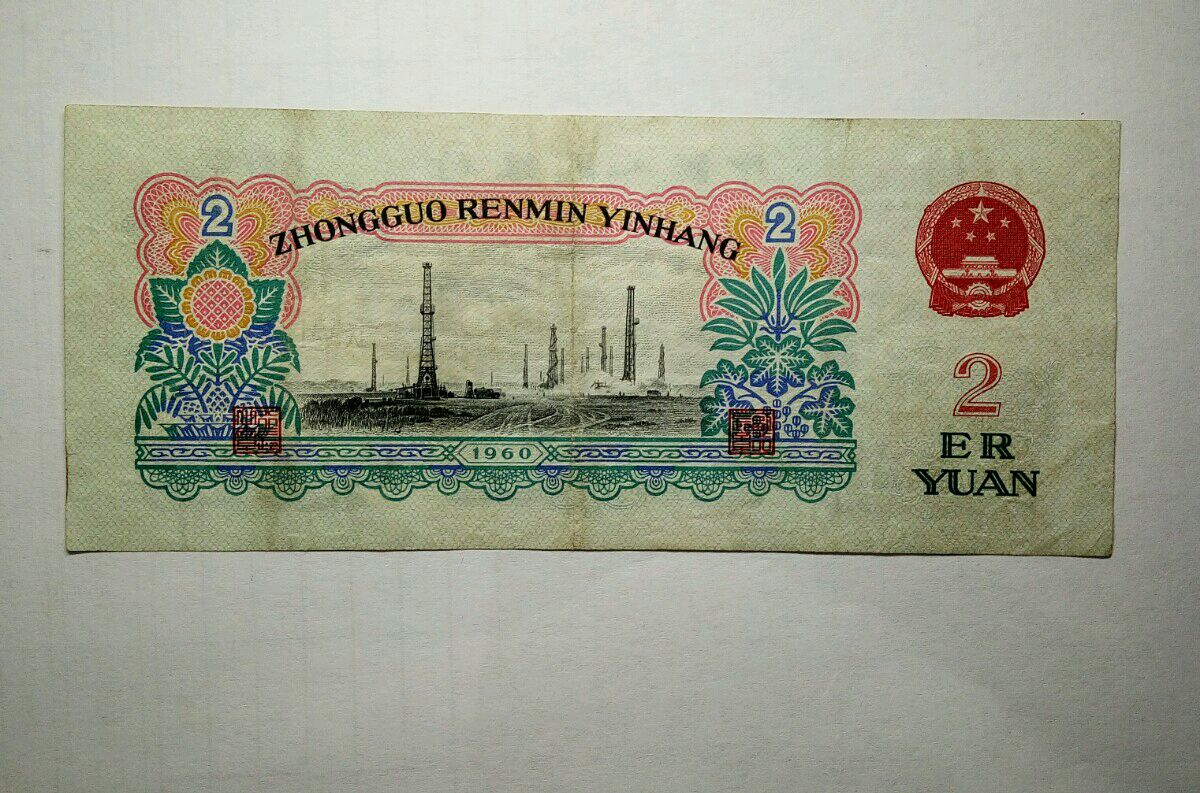 2
2
ZHONGGUO RENMIN YINHANG
1960
2
ER
YUAN